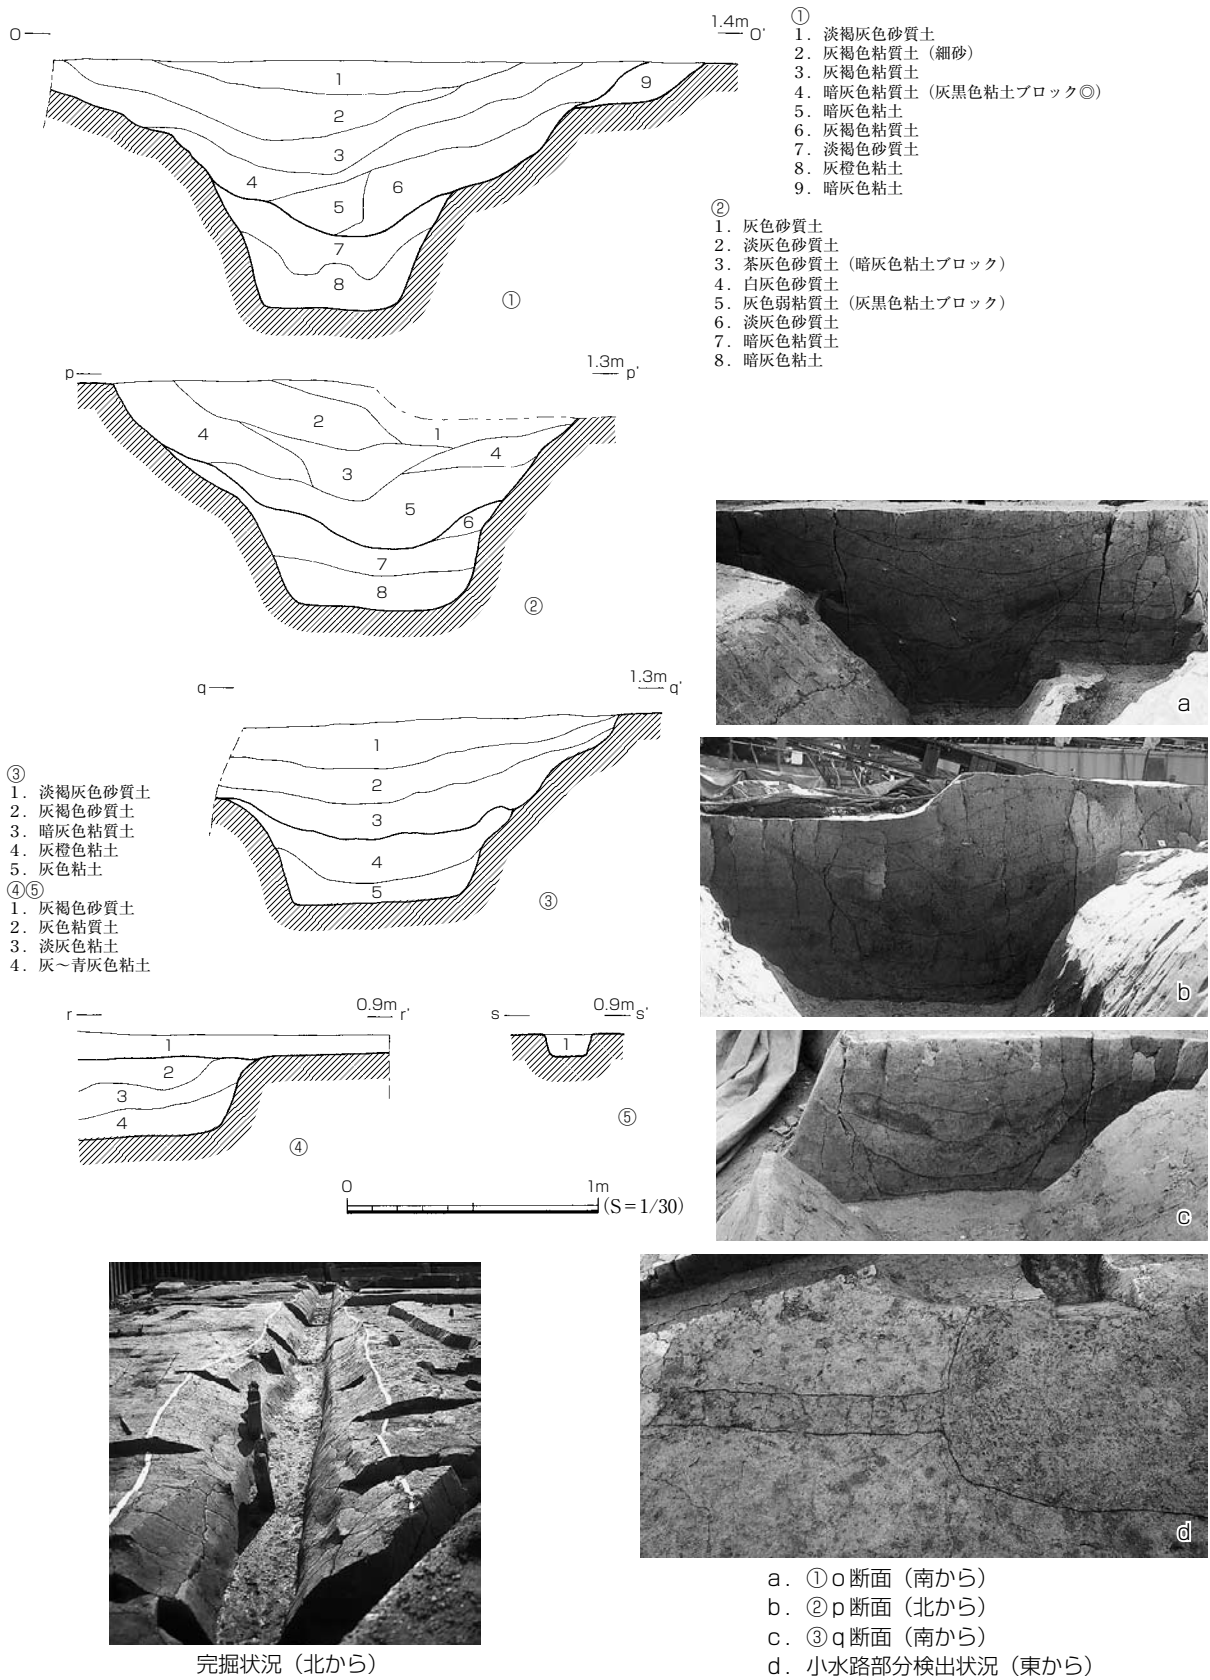 o
1.4m
o'
1
2
3
4
5
6
7
8
9
①
①
1．淡褐灰色砂質土
2．灰褐色粘質土（細砂）
3．灰褐色粘質土
4．暗灰色粘質土（灰黒色粘土ブロック◎）
5．暗灰色粘土
6．灰褐色粘質土
7．淡褐色砂質土
8．灰橙色粘土
9．暗灰色粘土
②
1．灰色砂質土
2．淡灰色砂質土
3．茶灰色砂質土（暗灰色粘土ブロック）
4．白灰色砂質土
5．灰色弱粘質土（灰黒色粘土ブロック）
6．淡灰色砂質土
7．暗灰色粘質土
8．暗灰色粘土
p
1.3m
p'
2
1
4
4
3
5
6
7
8
②
q
1.3m
q'
1
2
3
4
5
③
③
1．淡褐灰色砂質土
2．灰褐色砂質土
3．暗灰色粘質土
4．灰橙色粘土
5．灰色粘土
④⑤
1．灰褐色砂質土
2．灰色粘質土
3．淡灰色粘土
4．灰～青灰色粘土
r
0.9m
r'
1
2
3
4
④
s
0.9m
s'
1
⑤
0
1m
(S＝1/30)
a
b
c
d
完掘状況（北から）
a．①o断面（南から）
b．②p断面（北から）
c．③q断面（南から）
d．小水路部分検出状況（東から）